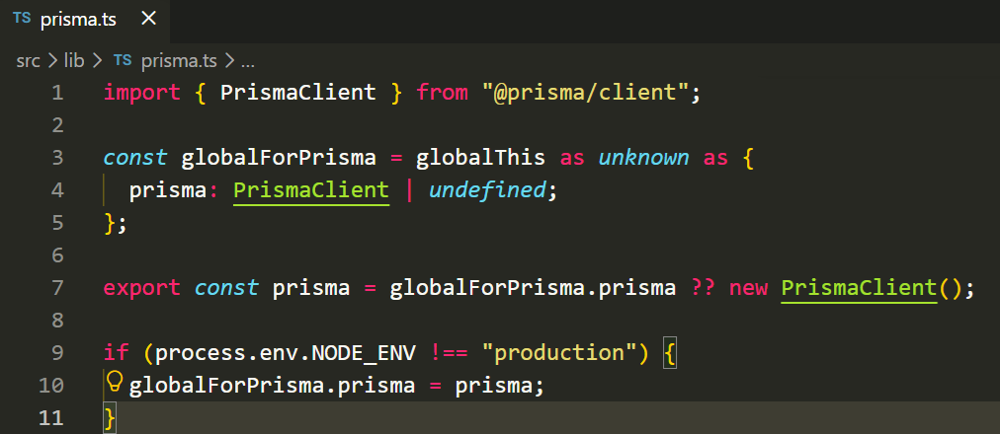 TS prisma.ts ×
src > lib > TS prisma.ts > ...
1 import { PrismaClient } from "@prisma/client";
2
3 const globalForPrisma = globalThis as unknown as {
4   prisma: PrismaClient | undefined;
5 };
6
7 export const prisma = globalForPrisma.prisma ?? new PrismaClient();
8
9 if (process.env.NODE_ENV !== "production") {
10   globalForPrisma.prisma = prisma;
11 }